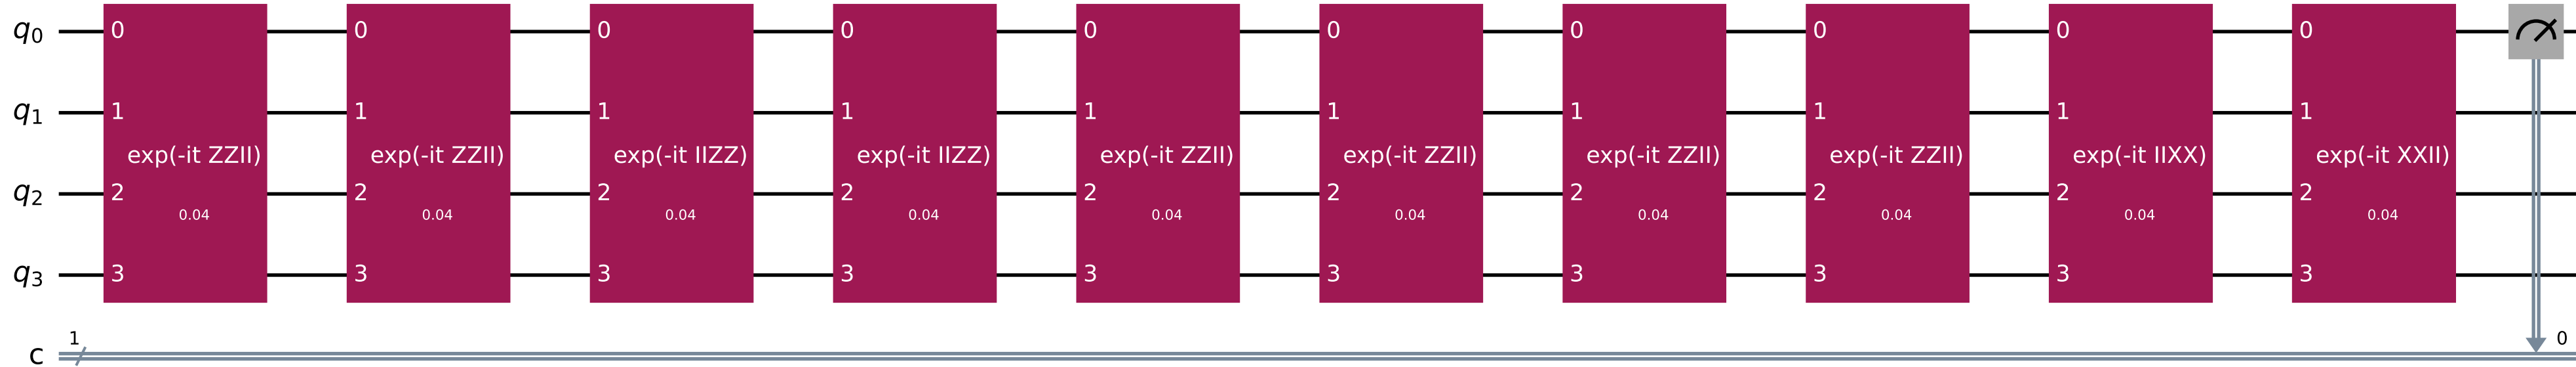 q0 0 0 0 0 0 0 0 0 0 0
q1 1 1 1 1 1 1 1 1 1 1
exp(-it ZZII) exp(-it ZZII) exp(-it IIZZ) exp(-it IIZZ) exp(-it ZZII) exp(-it ZZII) exp(-it ZZII) exp(-it ZZII) exp(-it IIXX) exp(-it XXII)
q2 2 2 2 2 2 2 2 2 2 2
0.04 0.04 0.04 0.04 0.04 0.04 0.04 0.04 0.04 0.04
q3 3 3 3 3 3 3 3 3 3 3
1 0
c